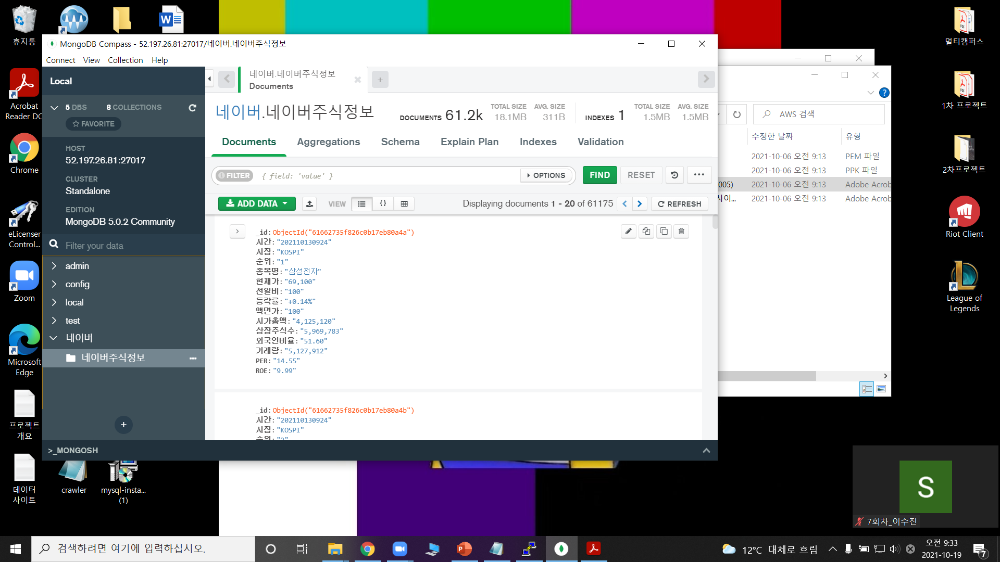 휴지통
Acrobat
Reader DC
Chrome
eLicenser
Control...
Zoom
Microsoft
Edge
프로젝트
개요
데이터
사이트
crawler
mysql-insta...
(1)
MongoDB Compass - 52.197.26.81:27017/네이버.네이버주식정보
Connect View Collection Help
Local
5 DBS 8 COLLECTIONS
FAVORITE
HOST
52.197.26.81:27017
CLUSTER
Standalone
EDITION
MongoDB 5.0.2 Community
Filter your data
admin
config
local
test
네이버
네이버주식정보
네이버.네이버주식정보
Documents
네이버.네이버주식정보
DOCUMENTS 61.2k
TOTAL SIZE 18.1MB
AVG. SIZE 311B
INDEXES 1
TOTAL SIZE 1.5MB
AVG. SIZE 1.5MB
Documents Aggregations Schema Explain Plan Indexes Validation
FILTER { field: 'value' } OPTIONS FIND RESET
ADD DATA VIEW Displaying documents 1 - 20 of 61175 REFRESH
_id: ObjectId("61662735f826c0b17eb80a4a")
시간: "202110130924"
시장: "KOSPI"
순위: "1"
종목명: "삼성전자"
현재가: "69,100"
전일비: "100"
등락률: "+0.14%"
액면가: "100"
시가총액: "4,125,120"
상장주식수: "5,969,783"
외국인비율: "51.60"
거래량: "5,127,912"
PER: "14.55"
ROE: "9.99"
_id: ObjectId("61662735f826c0b17eb80a4b")
시간: "202110130924"
시장: "KOSPI"
순위: "2"
>_MONGOSH
AWS 검색
수정한 날짜 유형
2021-10-06 오전 9:13 PEM 파일
2021-10-06 오전 9:13 PPK 파일
005) 2021-10-06 오전 9:13 Adobe Acrob
사이... 2021-10-06 오전 9:13 Adobe Acrob
멀티캠퍼스
1차 프로젝트
2차프로젝트
Riot Client
League of
Legends
S
7회차_이수진
검색하려면 여기에 입력하십시오.
12°C 대체로 흐림
오전 9:33
2021-10-19
7